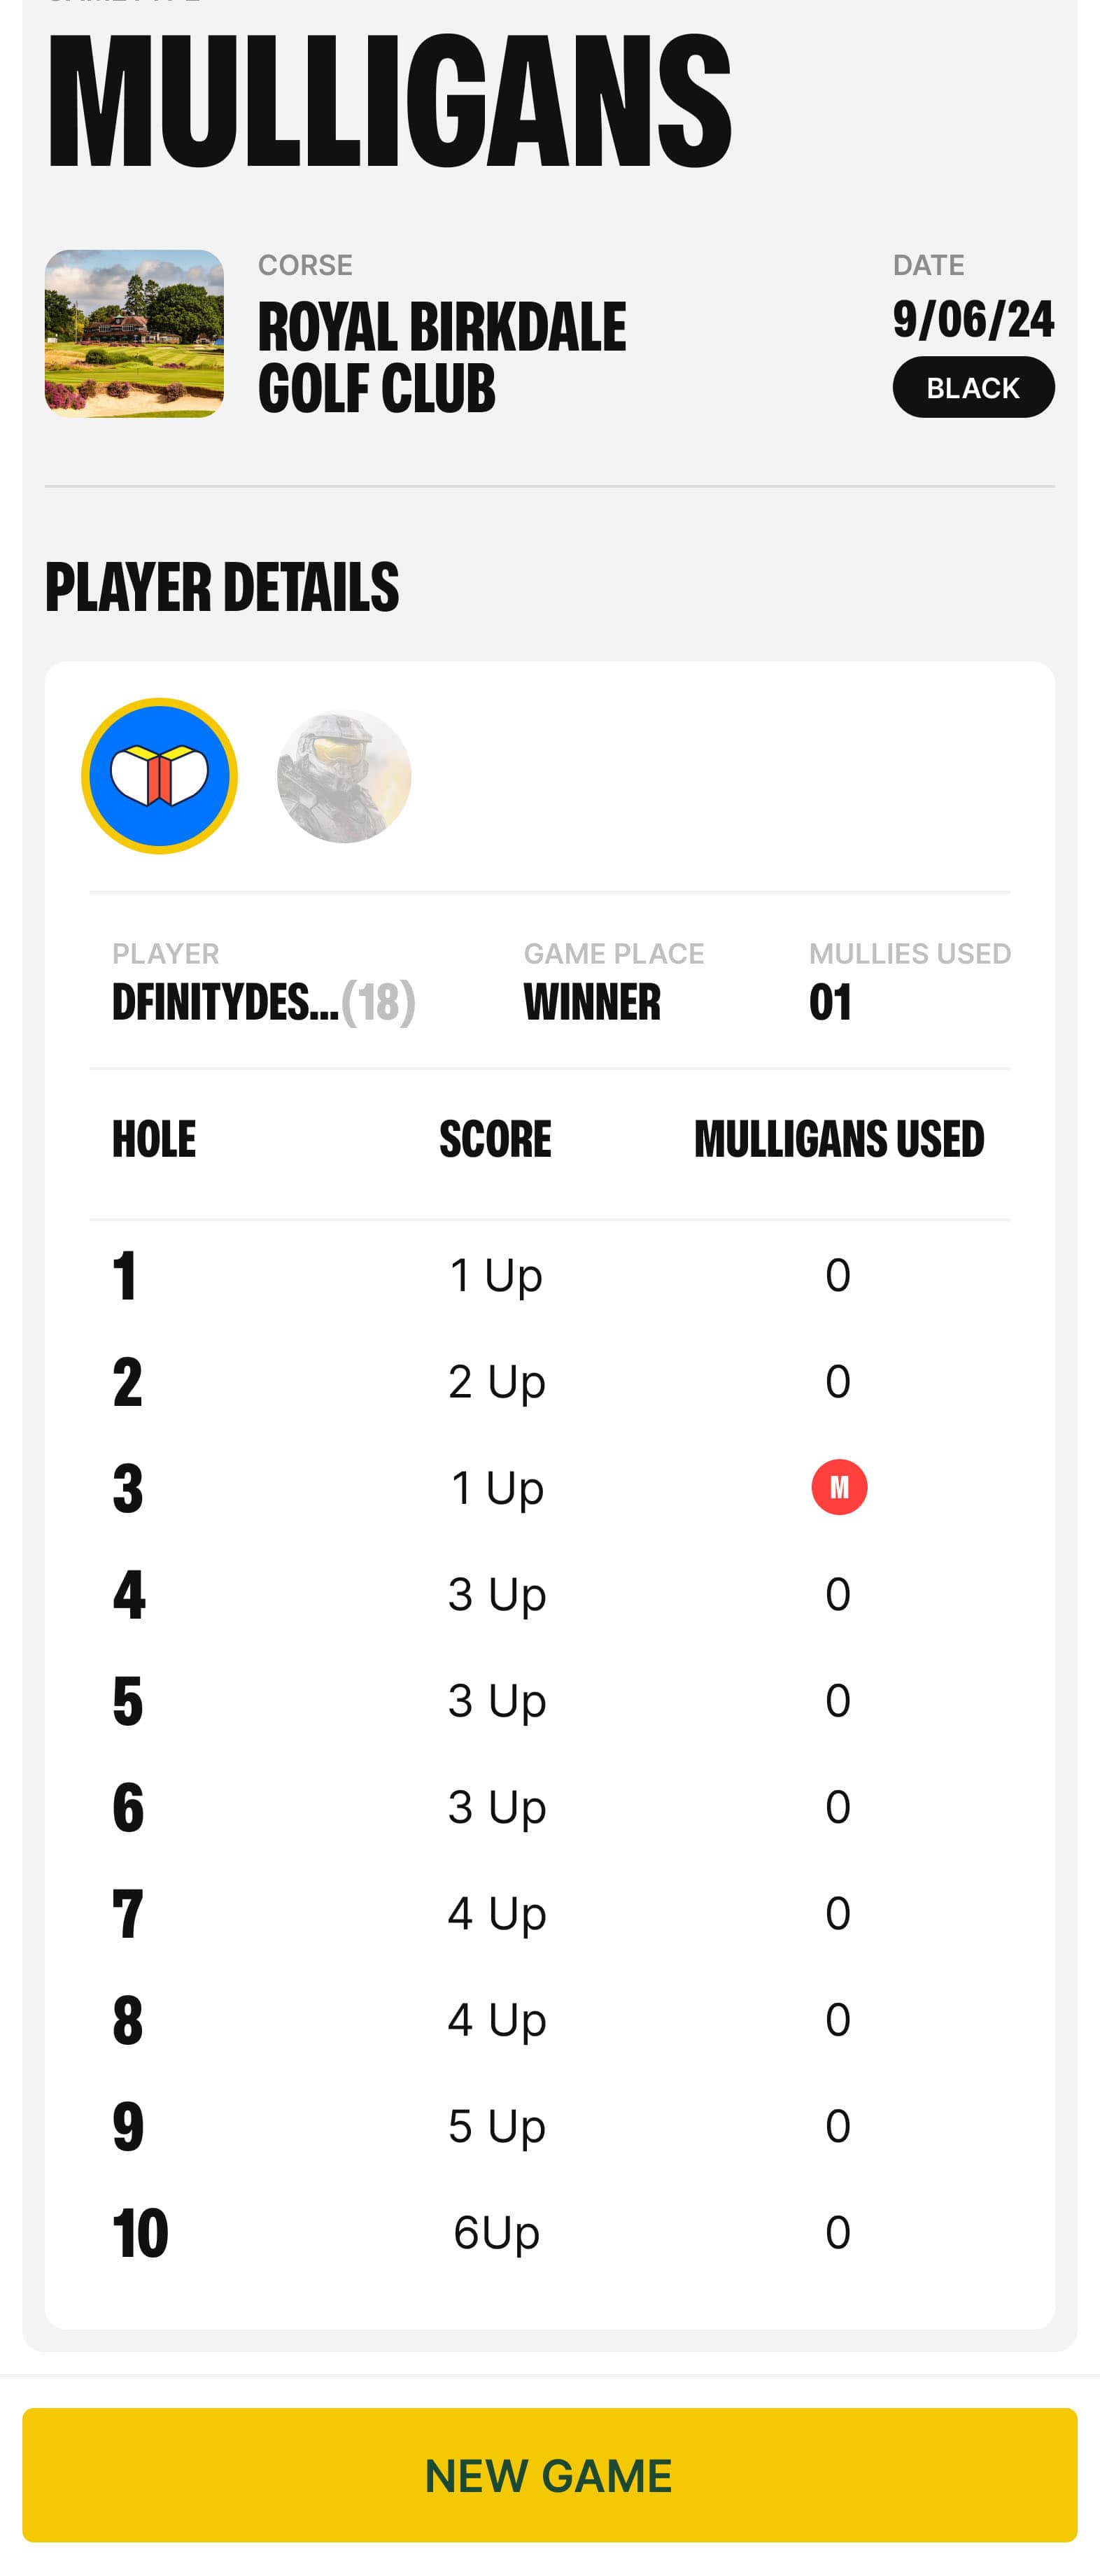 MULLIGANS
CORSE
ROYAL BIRKDALE
GOLF CLUB
DATE
9/06/24
BLACK
PLAYER DETAILS
PLAYER GAME PLACE MULLIES USED
DFINITYDES...(18) WINNER 01
HOLE SCORE MULLIGANS USED
1 1 Up 0
2 2 Up 0
3 1 Up M
4 3 Up 0
5 3 Up 0
6 3 Up 0
7 4 Up 0
8 4 Up 0
9 5 Up 0
10 6Up 0
NEW GAME